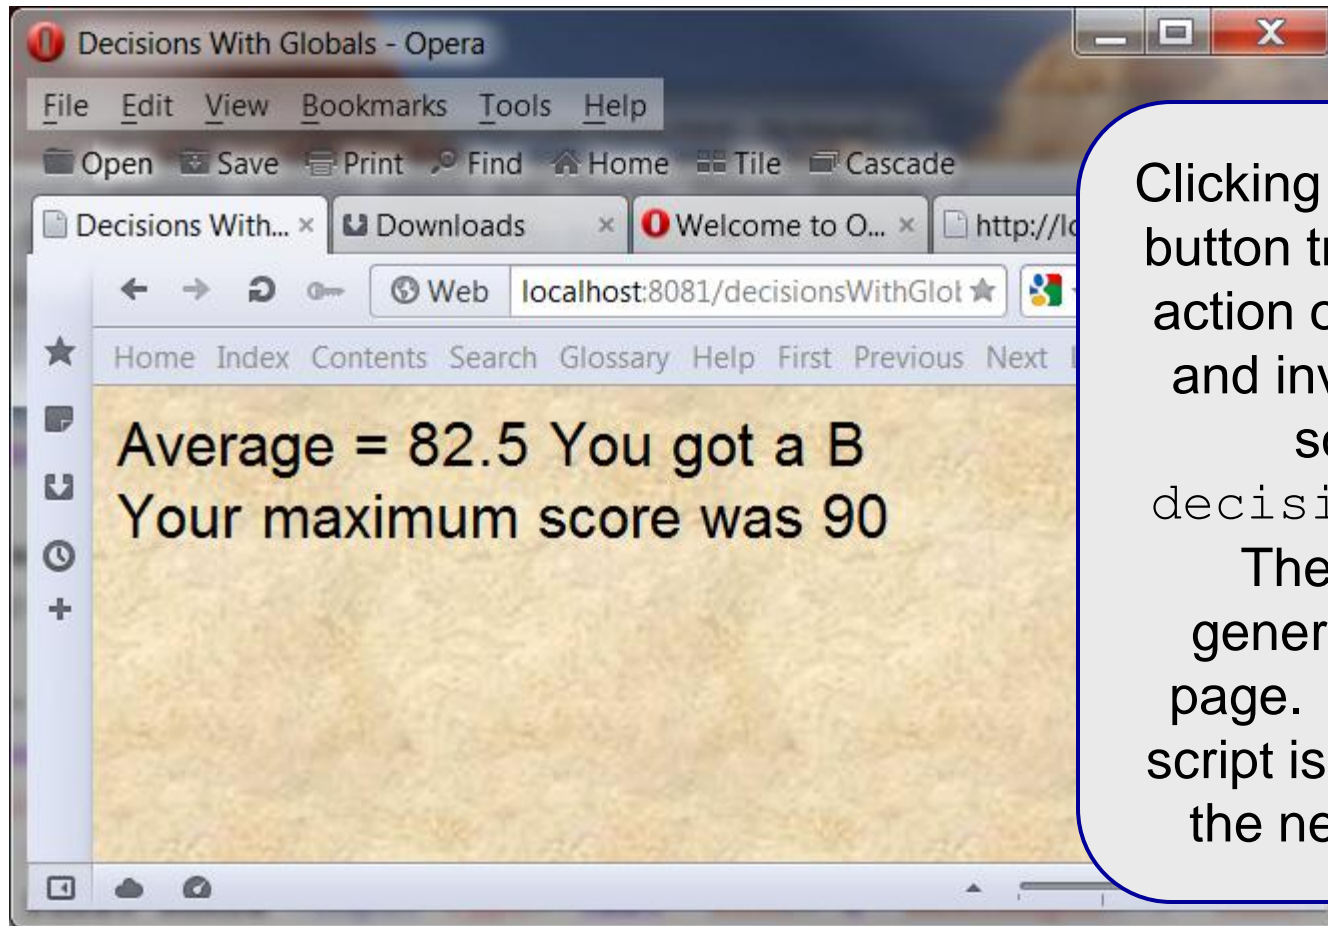 Decisions With Globals - Opera
File Edit View Bookmarks Tools Help
Open Save Print Find Home Tile Cascade
Decisions With... Downloads Welcome to O... http://lo
Web localhost:8081/decisionsWithGlob
Home Index Contents Search Glossary Help First Previous Next
Average = 82.5 You got a B
Your maximum score was 90
Clicking
button tr
action o
and inv
sc
decisi
The
gener
page.
script is
the ne